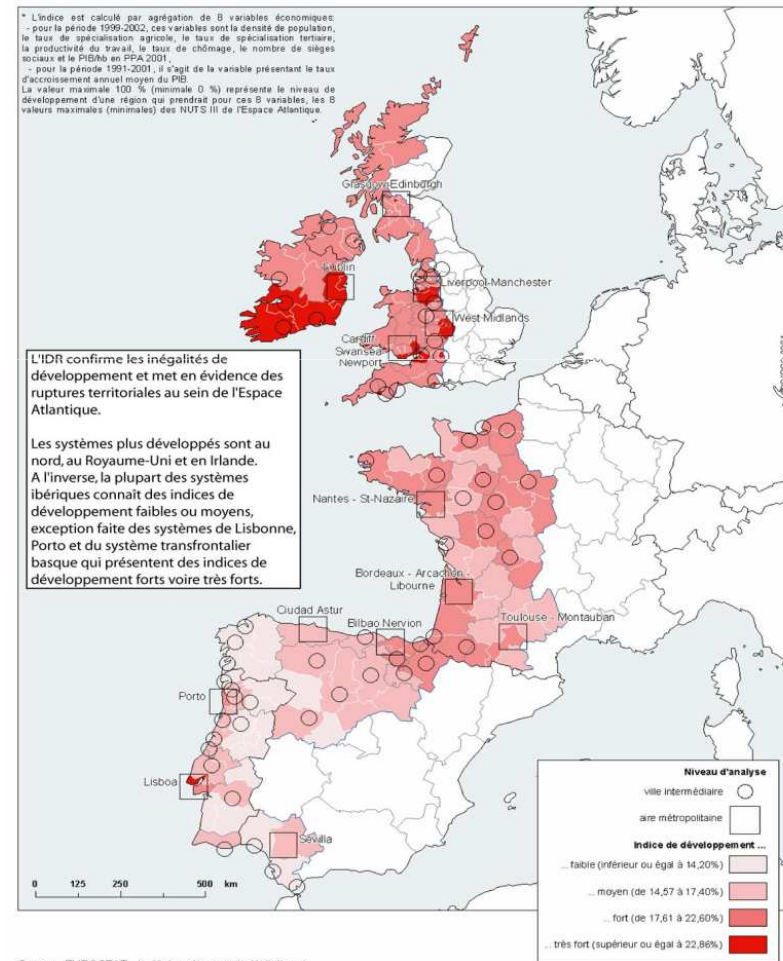 * L'indice est calculé par agrégation de 8 variables économiques:
- pour la période 1999-2002, ces variables sont la densité de population,
le taux de spécialisation agricole, le taux de spécialisation tertiaire,
la productivité du travail, le taux de chômage, le nombre de sièges
sociaux et le PIB/hb en PPA 2001,
- pour la période 1991-2001, il s'agit de la variable présentant le taux
d'accroissement annuel moyen du PIB.
La valeur maximale 100 % (minimale 0 %) représente le niveau de
développement d'une région qui prendrait pour ces 8 variables, les 8
valeurs maximales (minimales) des NUTS III de l'Espace Atlantique.
Glasgow Edinburgh
Dublin
Liverpool-Manchester
West Midlands
Cardiff
Swansea
Newport
L'IDR confirme les inégalités de
développement et met en évidence des
ruptures territoriales au sein de l'Espace
Atlantique.
Les systèmes plus développés sont au
nord, au Royaume-Uni et en Irlande.
A l'inverse, la plupart des systèmes
ibériques connaît des indices de
développement faibles ou moyens,
exception faite des systèmes de Lisbonne,
Porto et du système transfrontalier
basque qui présentent des indices de
développement forts voire très forts.
Nantes - St-Nazaire
Bordeaux - Arcachon -
Libourne
Toulouse - Montauban
Ciudad Astur
Bilbao Nervion
Porto
Lisboa
Sevilla
0 125 250 500 km
Niveau d'analyse
ville intermédiaire
aire métropolitaine
Indice de développement ...
... faible (inférieur ou égal à 14,20%)
... moyen (de 14,57 à 17,40%)
... fort (de 17,61 à 22,60%)
... très fort (supérieur ou égal à 22,86%)